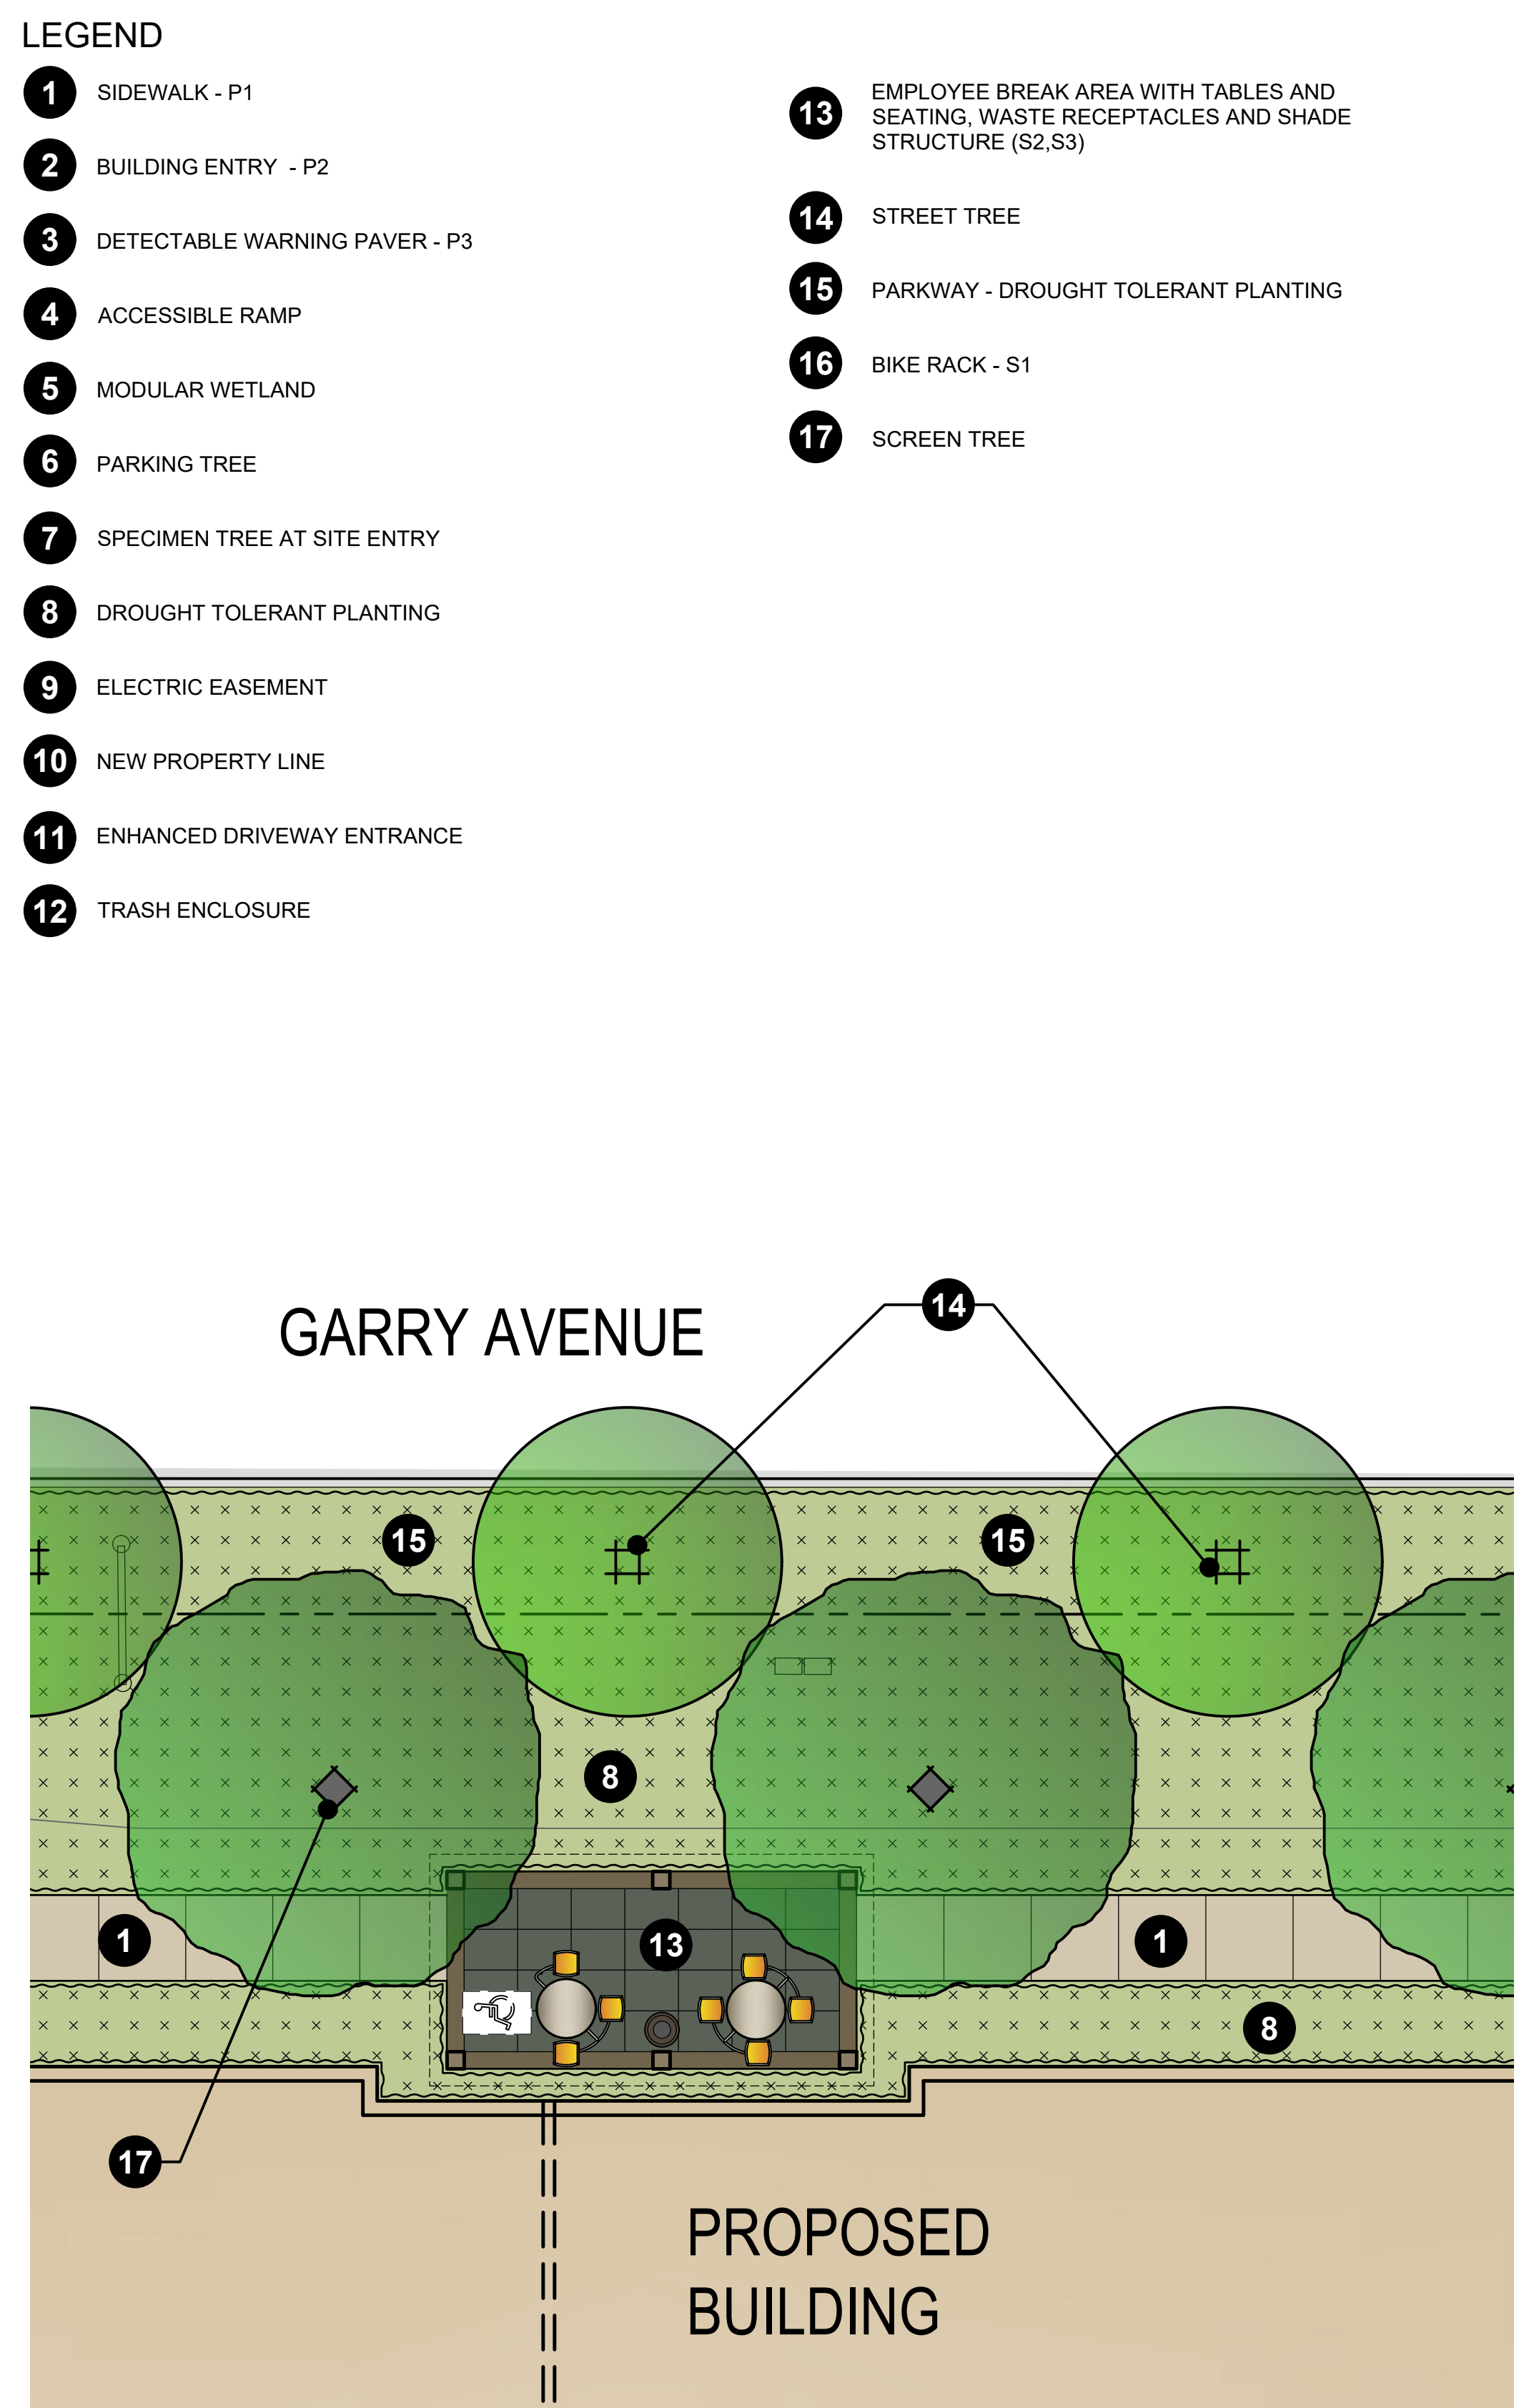 LEGEND
1 SIDEWALK - P1
2 BUILDING ENTRY - P2
3 DETECTABLE WARNING PAVER - P3
4 ACCESSIBLE RAMP
5 MODULAR WETLAND
6 PARKING TREE
7 SPECIMEN TREE AT SITE ENTRY
8 DROUGHT TOLERANT PLANTING
9 ELECTRIC EASEMENT
10 NEW PROPERTY LINE
11 ENHANCED DRIVEWAY ENTRANCE
12 TRASH ENCLOSURE
13 EMPLOYEE BREAK AREA WITH TABLES AND
SEATING, WASTE RECEPTACLES AND SHADE
STRUCTURE (S2,S3)
14 STREET TREE
15 PARKWAY - DROUGHT TOLERANT PLANTING
16 BIKE RACK - S1
17 SCREEN TREE
14
GARRY AVENUE
15 15
8
1 13 1
8
17
PROPOSED
BUILDING